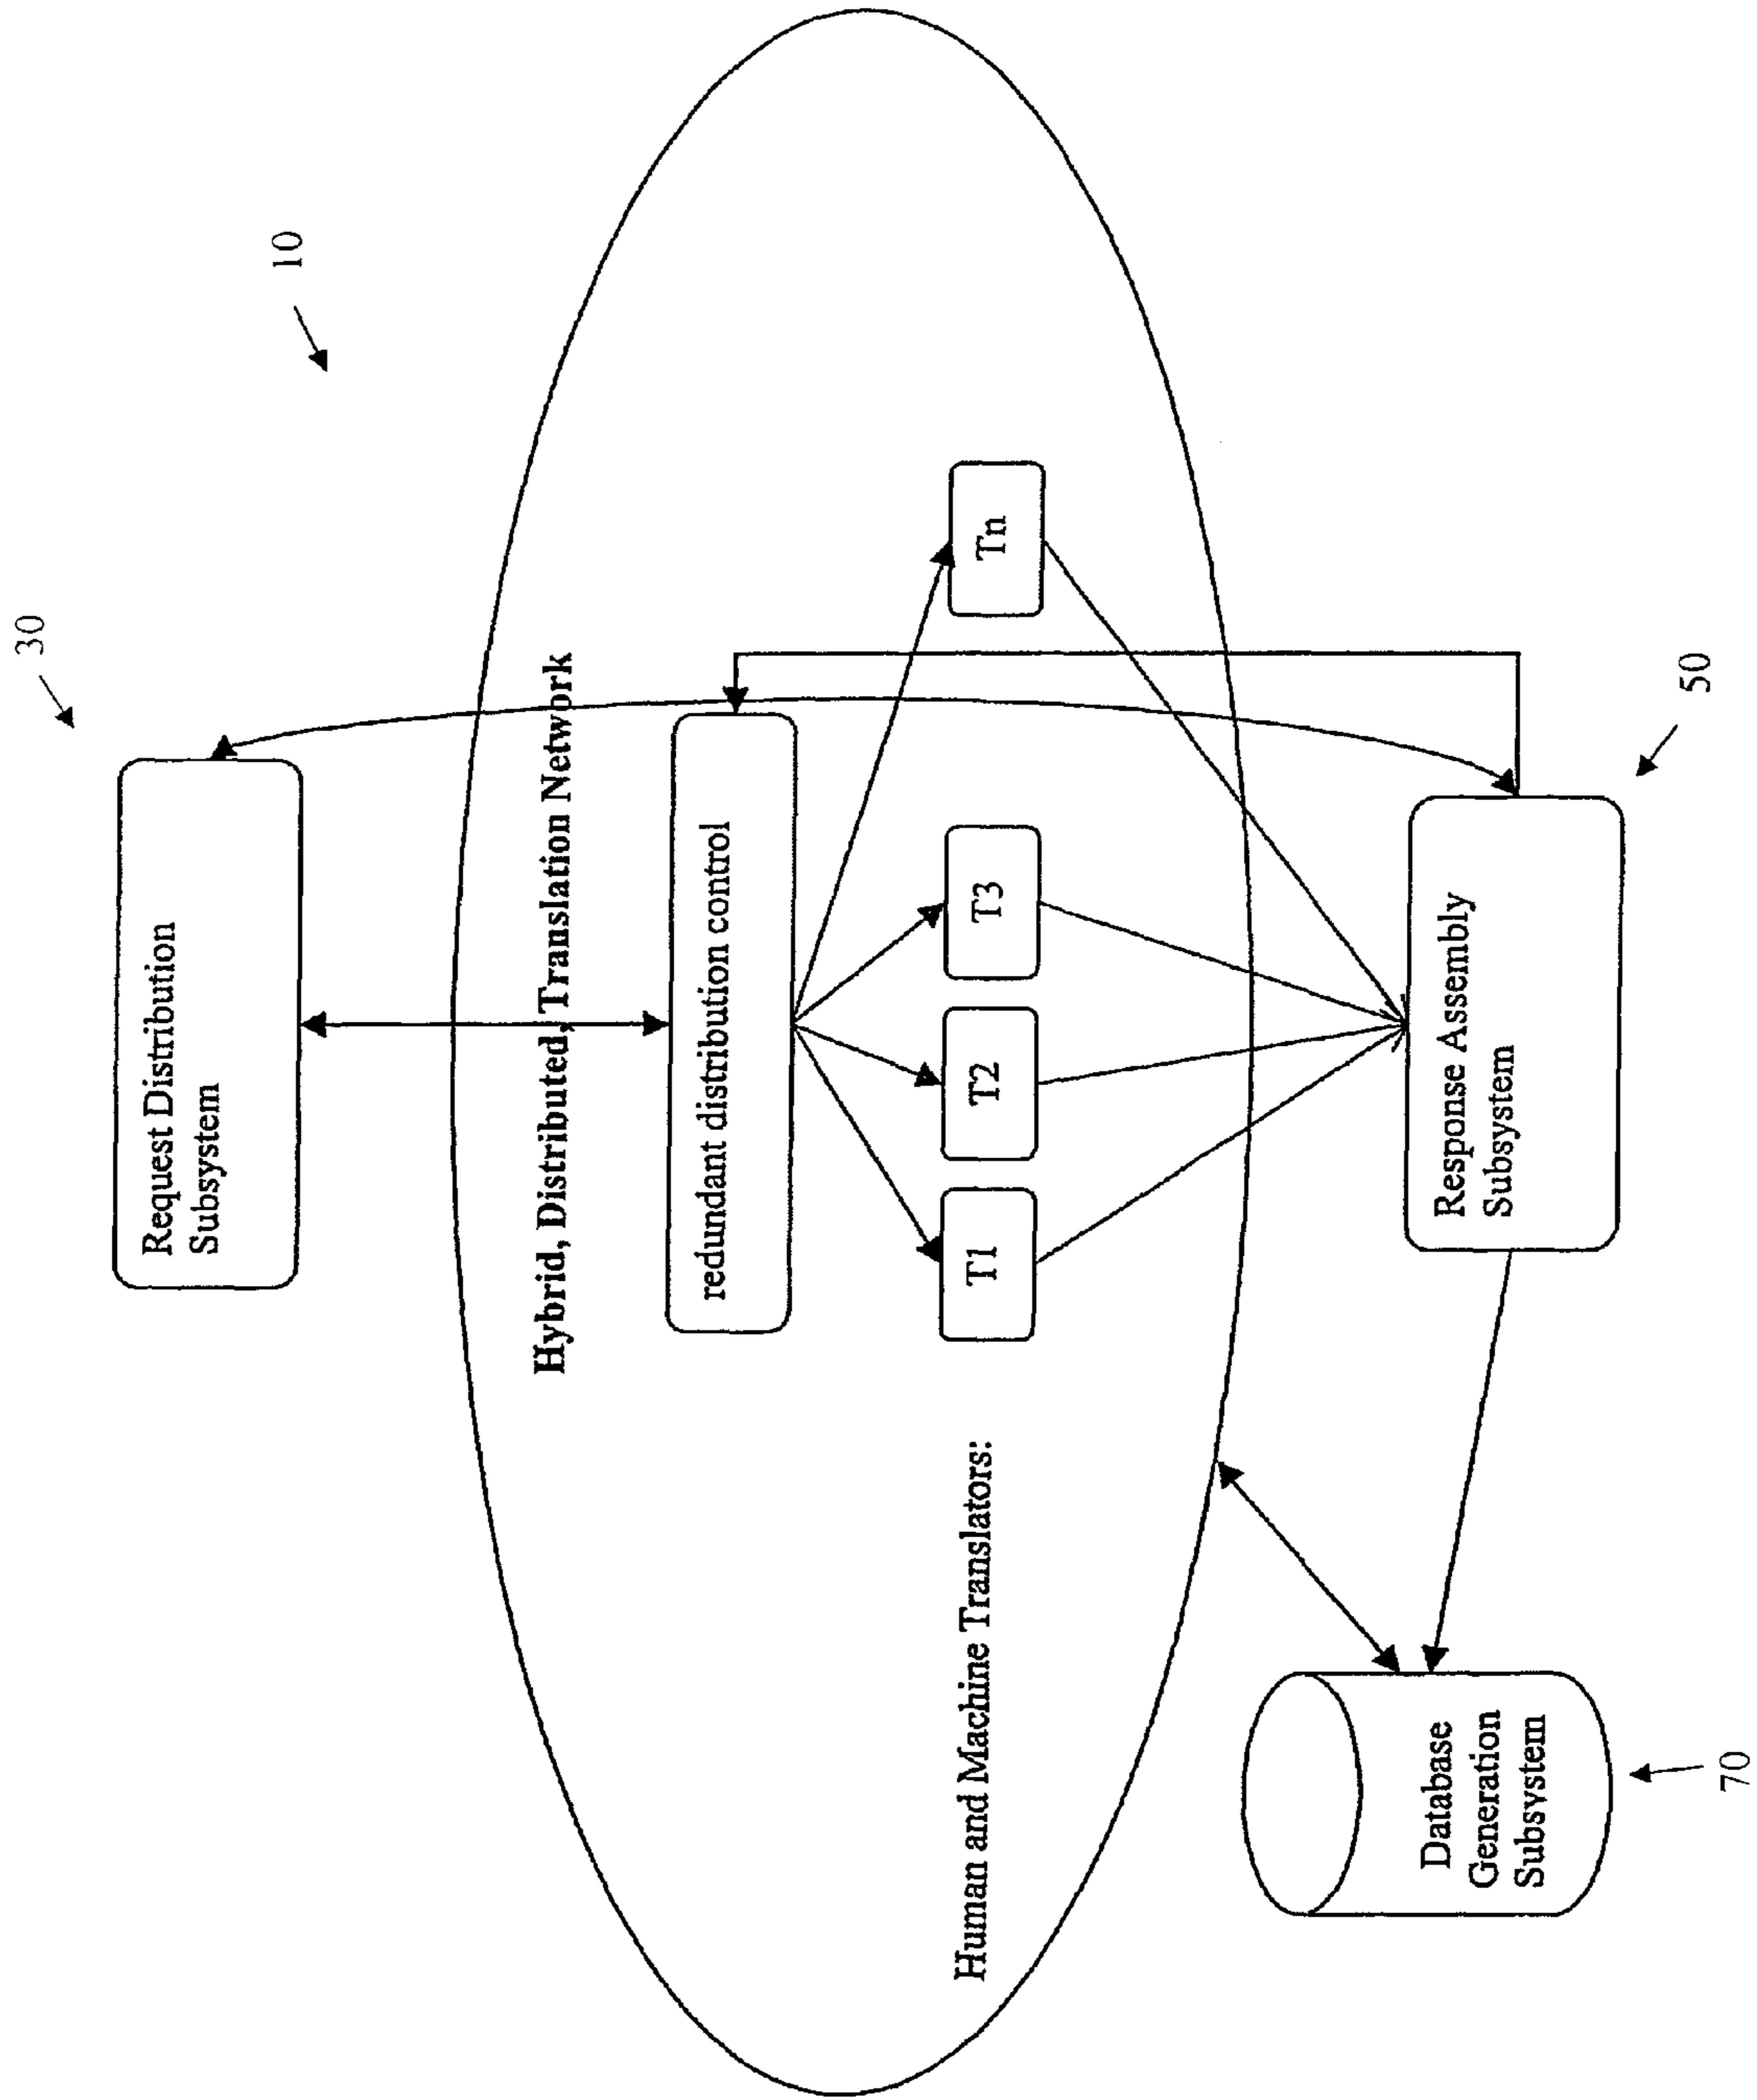 30
Request Distribution
Subsystem
10
Hybrid, Distributed, Translation Network
redundant distribution control
Human and Machine Translators:
T1
T2
T3
Tn
Response Assembly
Subsystem
50
Database
Generation
Subsystem
70